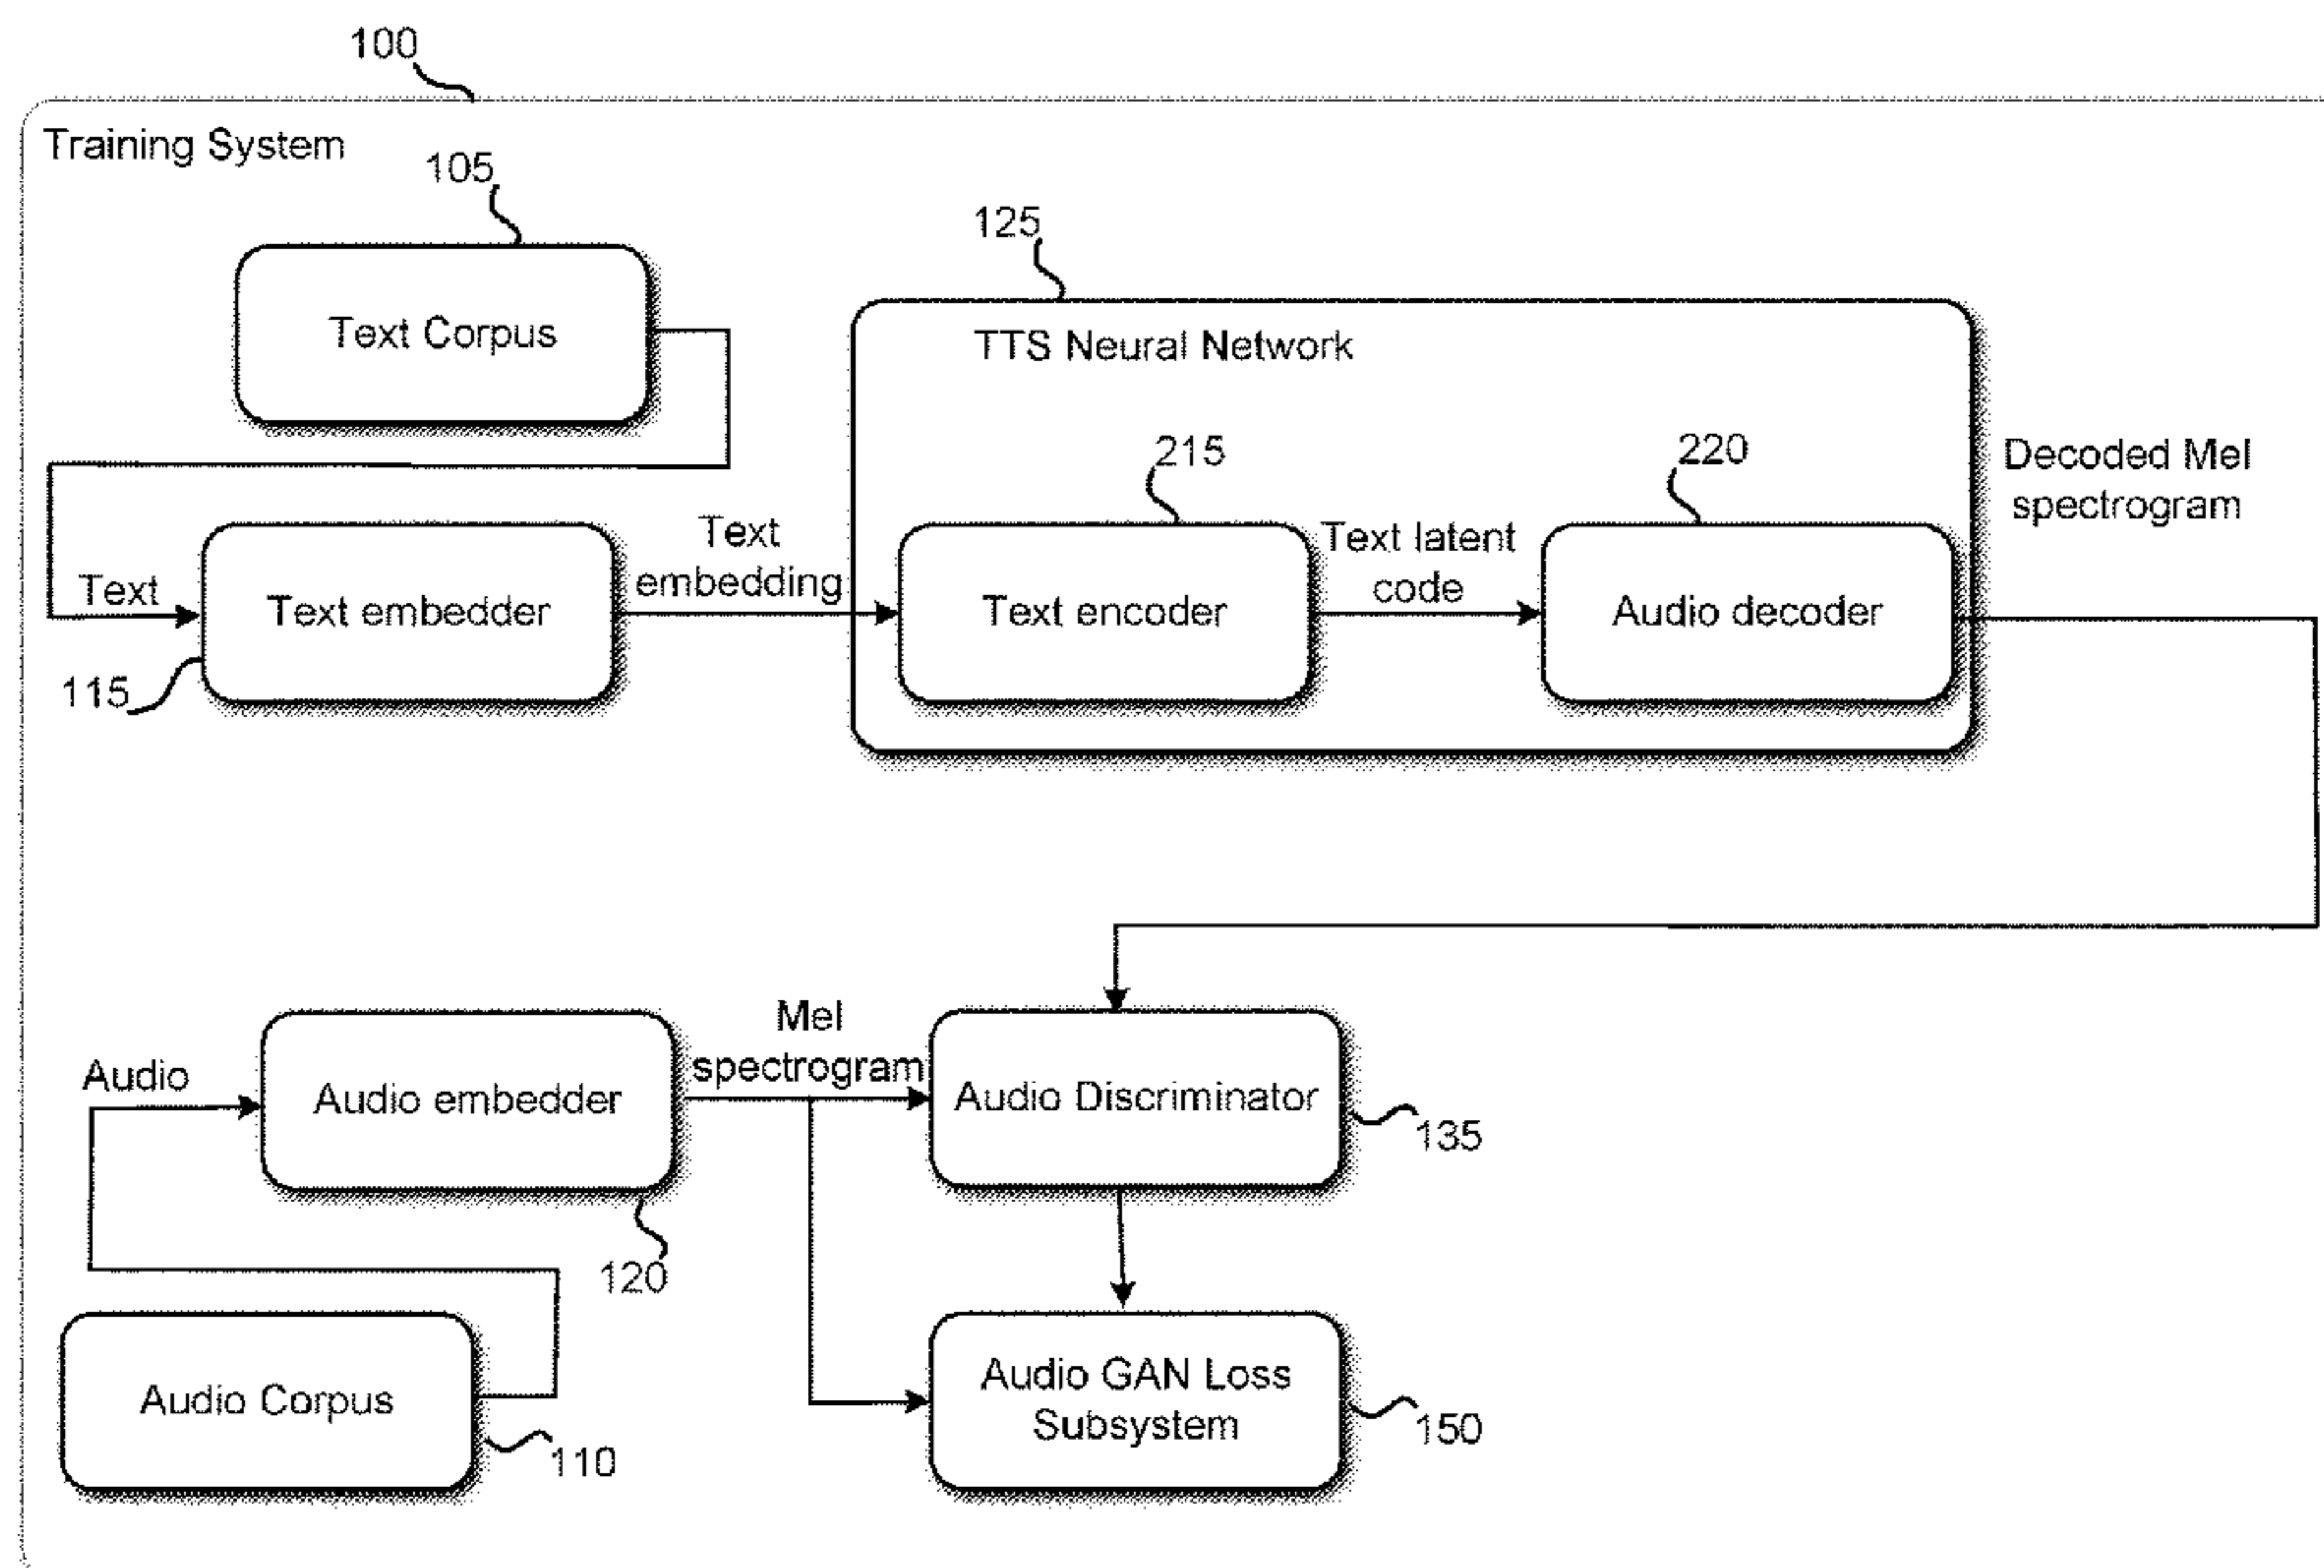 100
Training System
105
Text Corpus
125
TTS Neural Network
215
220
Decoded Mel
spectrogram
Text
Text embedder
115
Text
embedding
Text encoder
Text latent
code
Audio decoder
Audio
Audio embedder
120
Mel
spectrogram
Audio Discriminator
135
Audio Corpus
110
Audio GAN Loss
Subsystem
150